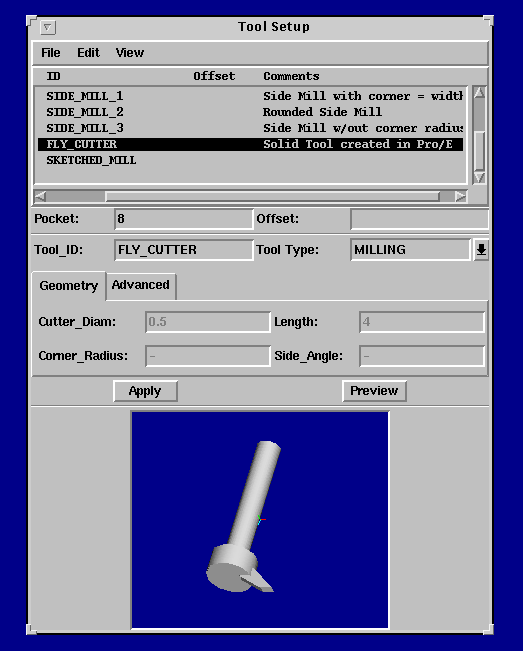 Tool Setup
File Edit View
ID Offset Comments
SIDE_MILL_1 Side Mill with corner = width
SIDE_MILL_2 Rounded Side Mill
SIDE_MILL_3 Side Mill w/out corner radius
FLY_CUTTER Solid Tool created in Pro/E
SKETCHED_MILL
Pocket: 8 Offset:
Tool_ID: FLY_CUTTER Tool Type: MILLING
Geometry Advanced
Cutter_Diam: 0.5 Length: 4
Corner_Radius: - Side_Angle: -
Apply Preview